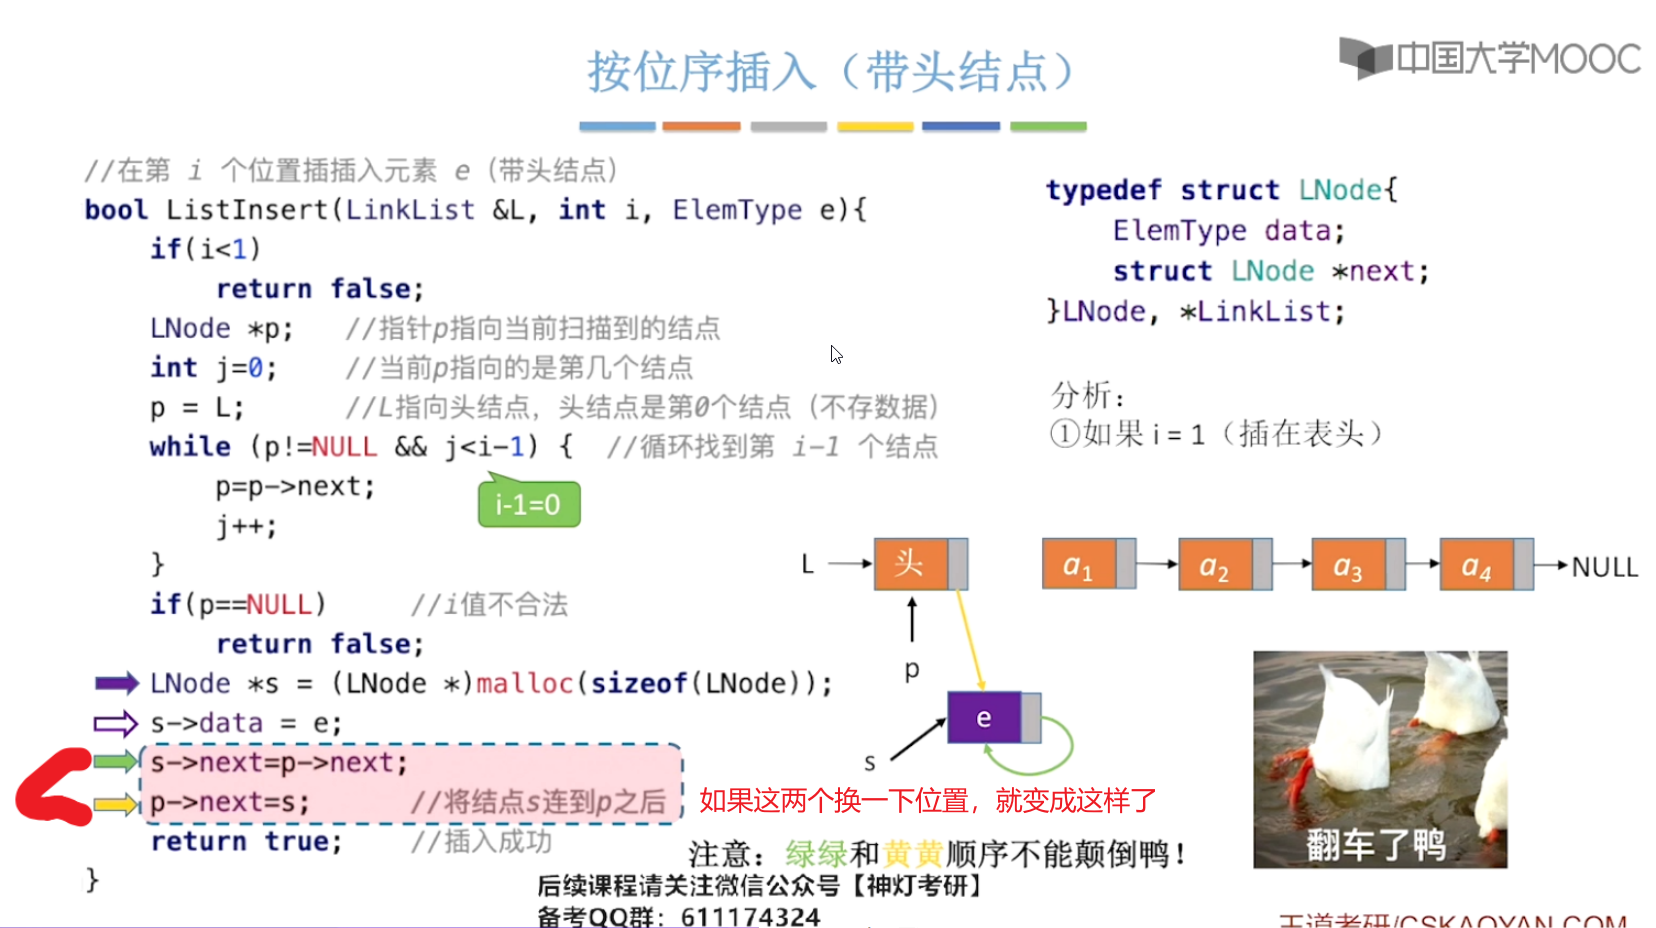 按位序插入（带头结点）
中国大学MOOC
//在第 i 个位置插插入元素 e（带头结点）
bool ListInsert(LinkList &L, int i, ElemType e){
if(i<1)
return false;
LNode *p; //指针p指向当前扫描到的结点
int j=0; //当前p指向的是第几个结点
p = L; //L指向头结点，头结点是第0个结点（不存数据）
while (p!=NULL && j<i-1) { //循环找到第 i-1 个结点
p=p->next;
i-1=0
j++;
}
if(p==NULL) //i值不合法
return false;
LNode *s = (LNode *)malloc(sizeof(LNode));
s->data = e;
s->next=p->next;
p->next=s; //将结点s连到p之后
return true; //插入成功
}
typedef struct LNode{
ElemType data;
struct LNode *next;
}LNode, *LinkList;
分析：
①如果 i = 1（插在表头）
L 头 a1 a2 a3 a4 NULL
p
e
s
如果这两个换一下位置，就变成这样了
注意：绿绿和黄黄顺序不能颠倒鸭！
翻车了鸭
后续课程请关注微信公众号【神灯考研】
备考QQ群：611174324
王道考研/CSKAOYAN.COM